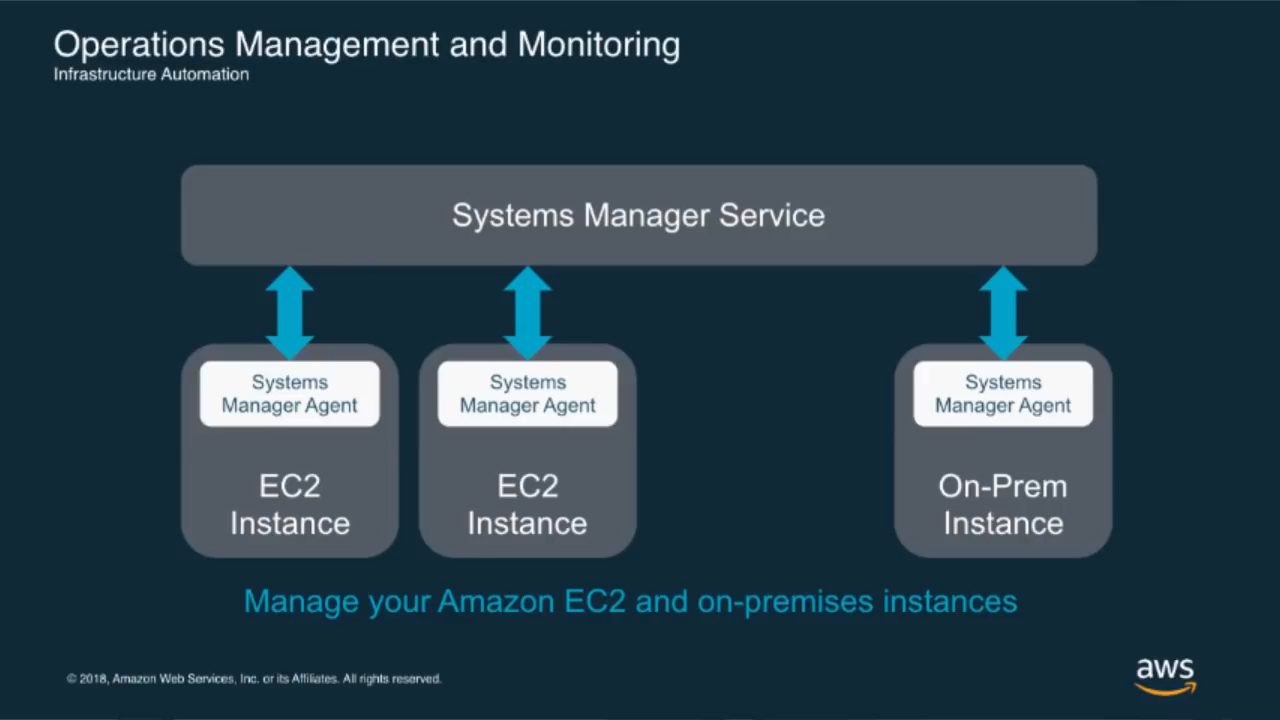 Operations Management and Monitoring
Infrastructure Automation
Systems Manager Service
Systems
Manager Agent
EC2
Instance
Systems
Manager Agent
EC2
Instance
Systems
Manager Agent
On-Prem
Instance
Manage your Amazon EC2 and on-premises instances
© 2018, Amazon Web Services, Inc. or its Affiliates. All rights reserved.
aws